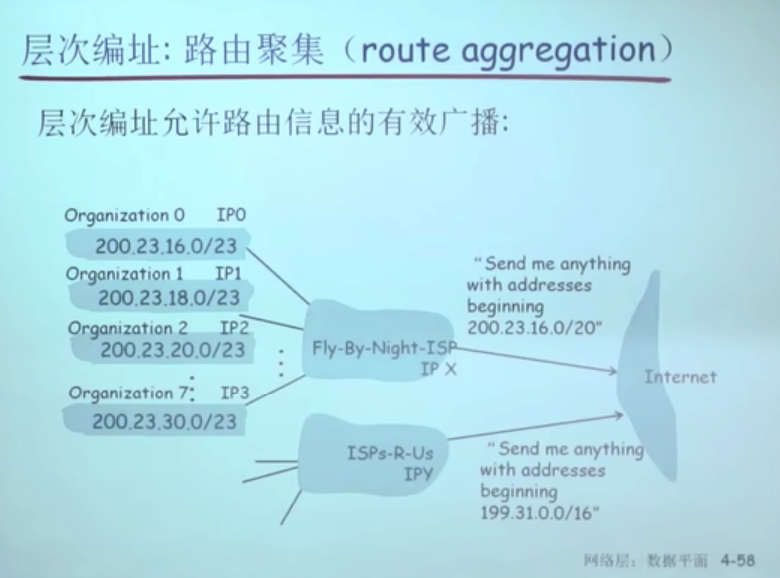 层次编址: 路由聚集（route aggregation）
层次编址允许路由信息的有效广播:
Organization 0 IP0
200.23.16.0/23
Organization 1 IP1
200.23.18.0/23
Organization 2 IP2
200.23.20.0/23
Organization 7 IP3
200.23.30.0/23
Fly-By-Night-ISP
IP X
"Send me anything
with addresses
beginning
200.23.16.0/20"
Internet
ISPs-R-Us
IPY
"Send me anything
with addresses
beginning
199.31.0.0/16"
网络层：数据平面 4-58